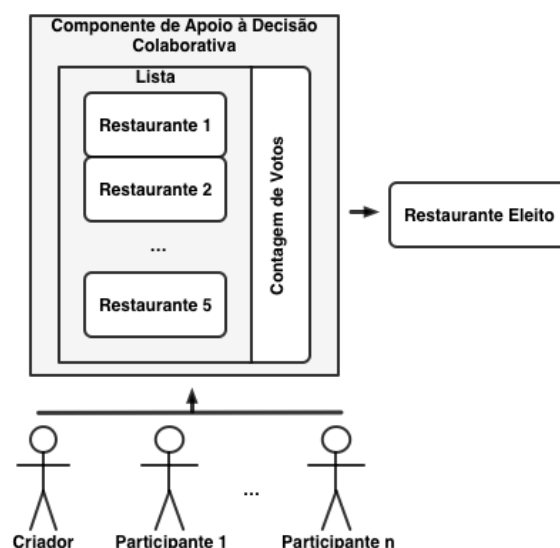 Componente de Apoio à Decisão
Colaborativa
Lista
Restaurante 1
Restaurante 2
...
Restaurante 5
Contagem de Votos
Restaurante Eleito
...
Criador
Participante 1
Participante n